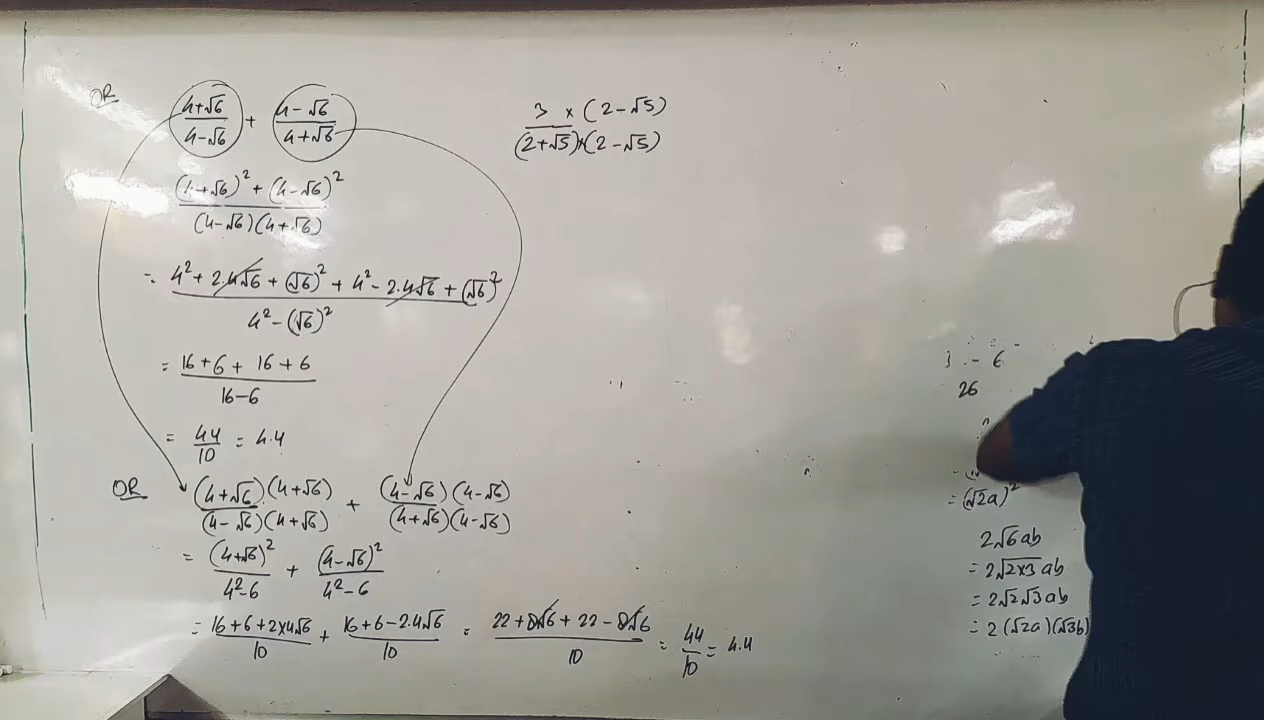 OR (4+√6)/(4-√6) + (4-√6)/(4+√6)
((4+√6)² + (4-√6)²)/((4-√6)(4+√6))
= (4² + 2.4√6 + (√6)² + 4² - 2.4√6 + (√6)²)/(4² - (√6)²)
= (16+6 + 16+6)/(16-6)
= 44/10 = 4.4
OR ((4+√6)(4+√6))/((4-√6)(4+√6)) + ((4-√6)(4-√6))/((4+√6)(4-√6))
= (4+√6)²/(4²-6) + (4-√6)²/(4²-6)
= (16+6+2×4√6)/10 + (16+6-2.4√6)/10 = (22+8√6+22-8√6)/10 = 44/10 = 4.4
(3 × (2-√5))/((2+√5)×(2-√5))
26
= (√2a)²
2√6ab
= 2√2×3 ab
= 2√2√3ab
= 2(√2a)(√3b)